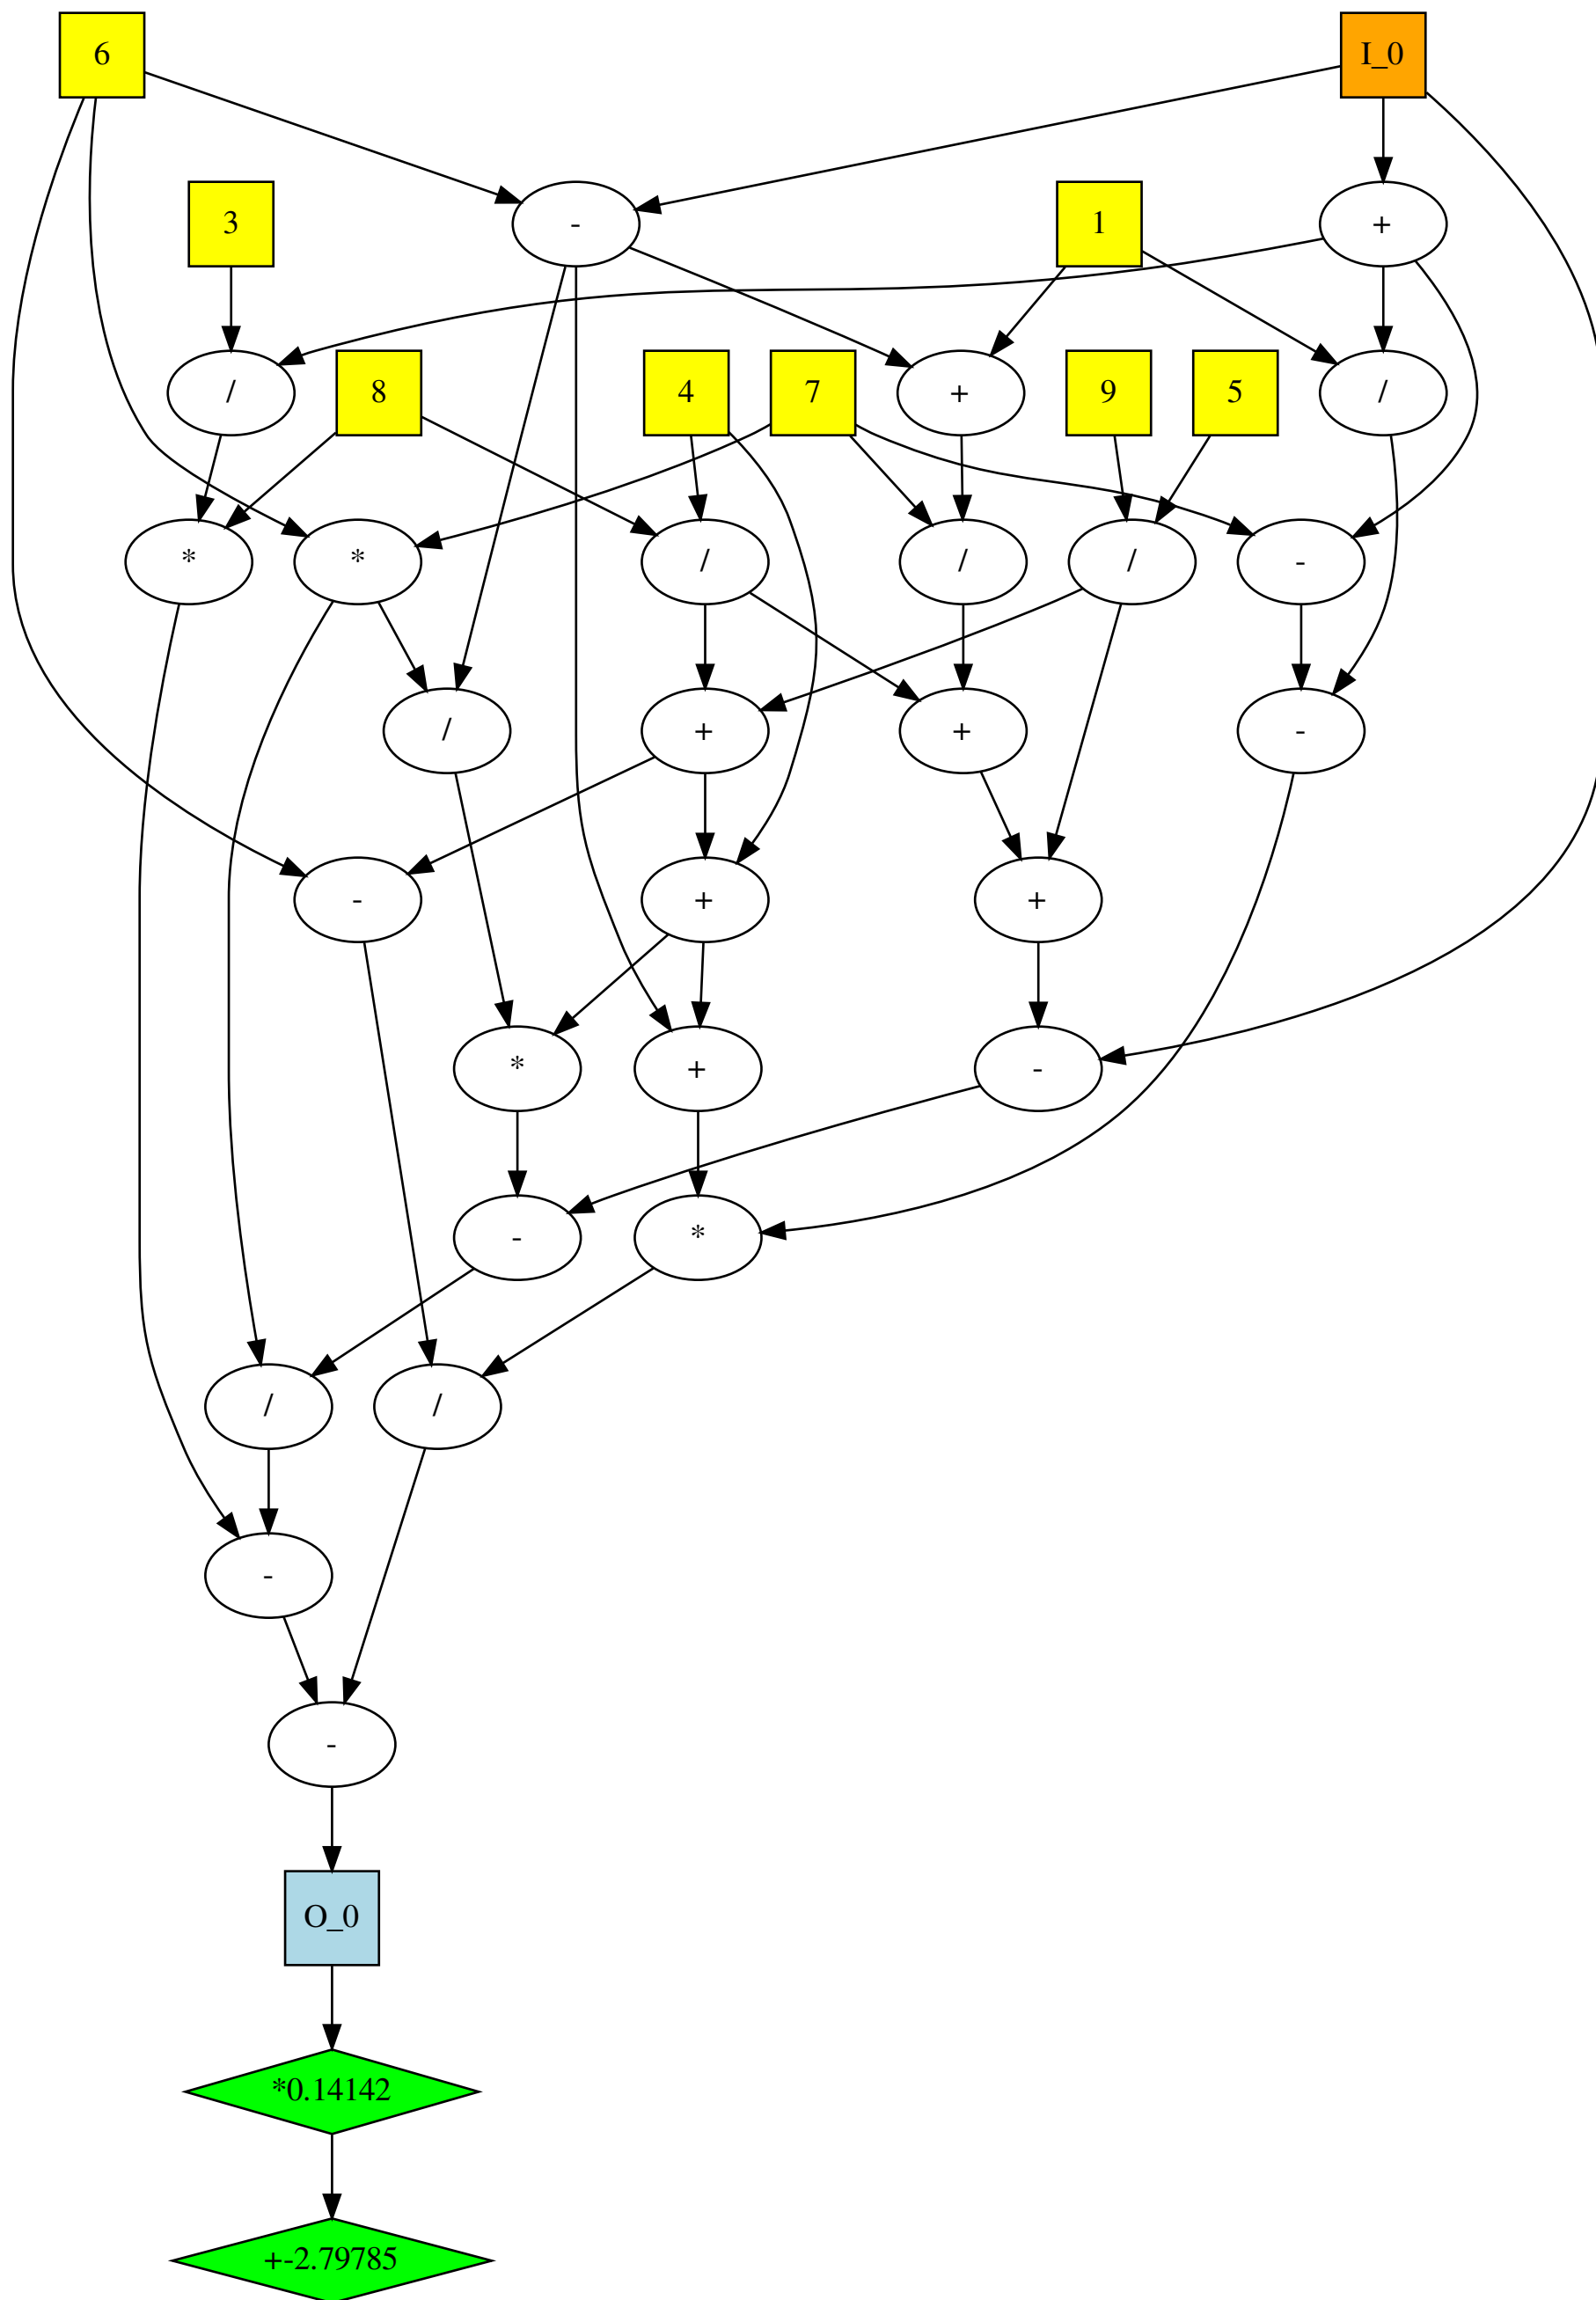 6 I_0
3 - 1 +
/ 8 4 7 + 9 5 /
* * / / / -
/ + + -
- + +
* + -
- *
/ /
-
-
O_0
*0.14142
+-2.79785